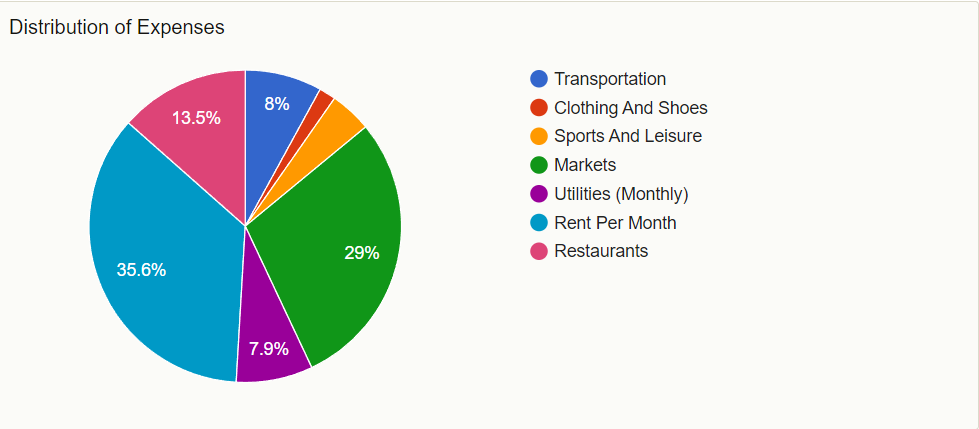 Distribution of Expenses
8%
13.5%
29%
35.6%
7.9%
Transportation
Clothing And Shoes
Sports And Leisure
Markets
Utilities (Monthly)
Rent Per Month
Restaurants